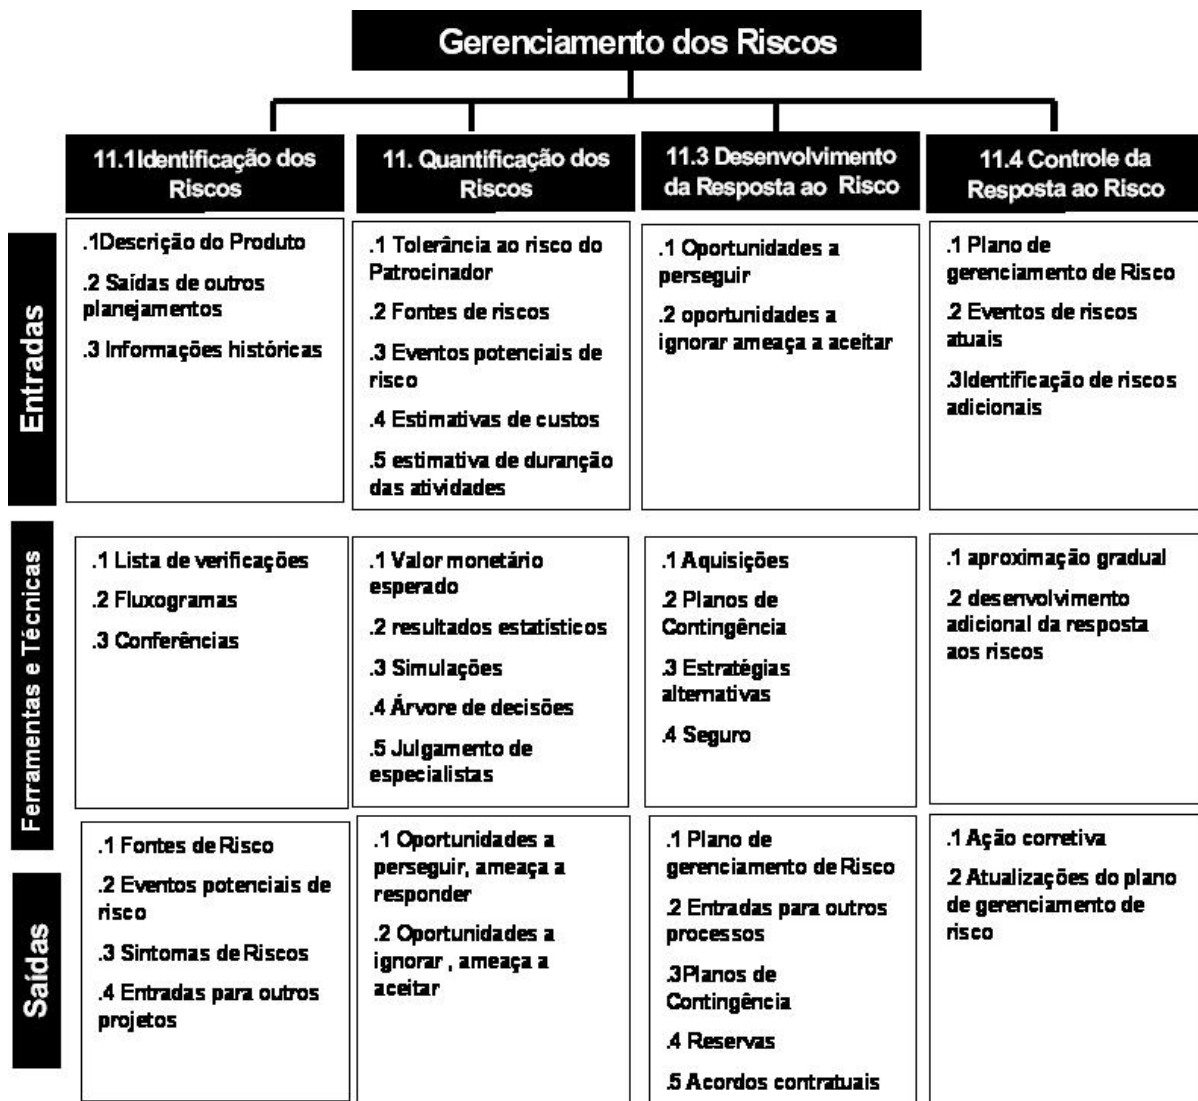 Gerenciamento dos Riscos
11.1Identificação dos
Riscos
11. Quantificação dos
Riscos
11.3 Desenvolvimento
da Resposta ao Risco
11.4 Controle da
Resposta ao Risco
Entradas
.1Descrição do Produto
.2 Saídas de outros
planejamentos
.3 Informações históricas
.1 Tolerância ao risco do
Patrocinador
.2 Fontes de riscos
.3 Eventos potenciais de
risco
.4 Estimativas de custos
.5 estimativa de duranção
das atividades
.1 Oportunidades a
perseguir
.2 oportunidades a
ignorar ameaça a aceitar
.1 Plano de
gerenciamento de Risco
.2 Eventos de riscos
atuais
.3Identificação de riscos
adicionais
Ferramentas e Técnicas
.1 Lista de verificações
.2 Fluxogramas
.3 Conferências
.1 Valor monetário
esperado
.2 resultados estatísticos
.3 Simulações
.4 Árvore de decisões
.5 Julgamento de
especialistas
.1 Aquisições
.2 Planos de
Contingência
.3 Estratégias
alternativas
.4 Seguro
.1 aproximação gradual
.2 desenvolvimento
adicional da resposta
aos riscos
Saídas
.1 Fontes de Risco
.2 Eventos potenciais de
risco
.3 Sintomas de Riscos
.4 Entradas para outros
projetos
.1 Oportunidades a
perseguir, ameaça a
responder
.2 Oportunidades a
ignorar , ameaça a
aceitar
.1 Plano de
gerenciamento de Risco
.2 Entradas para outros
processos
.3Planos de
Contingência
.4 Reservas
.5 Acordos contratuais
.1 Ação corretiva
.2 Atualizações do plano
de gerenciamento de
risco